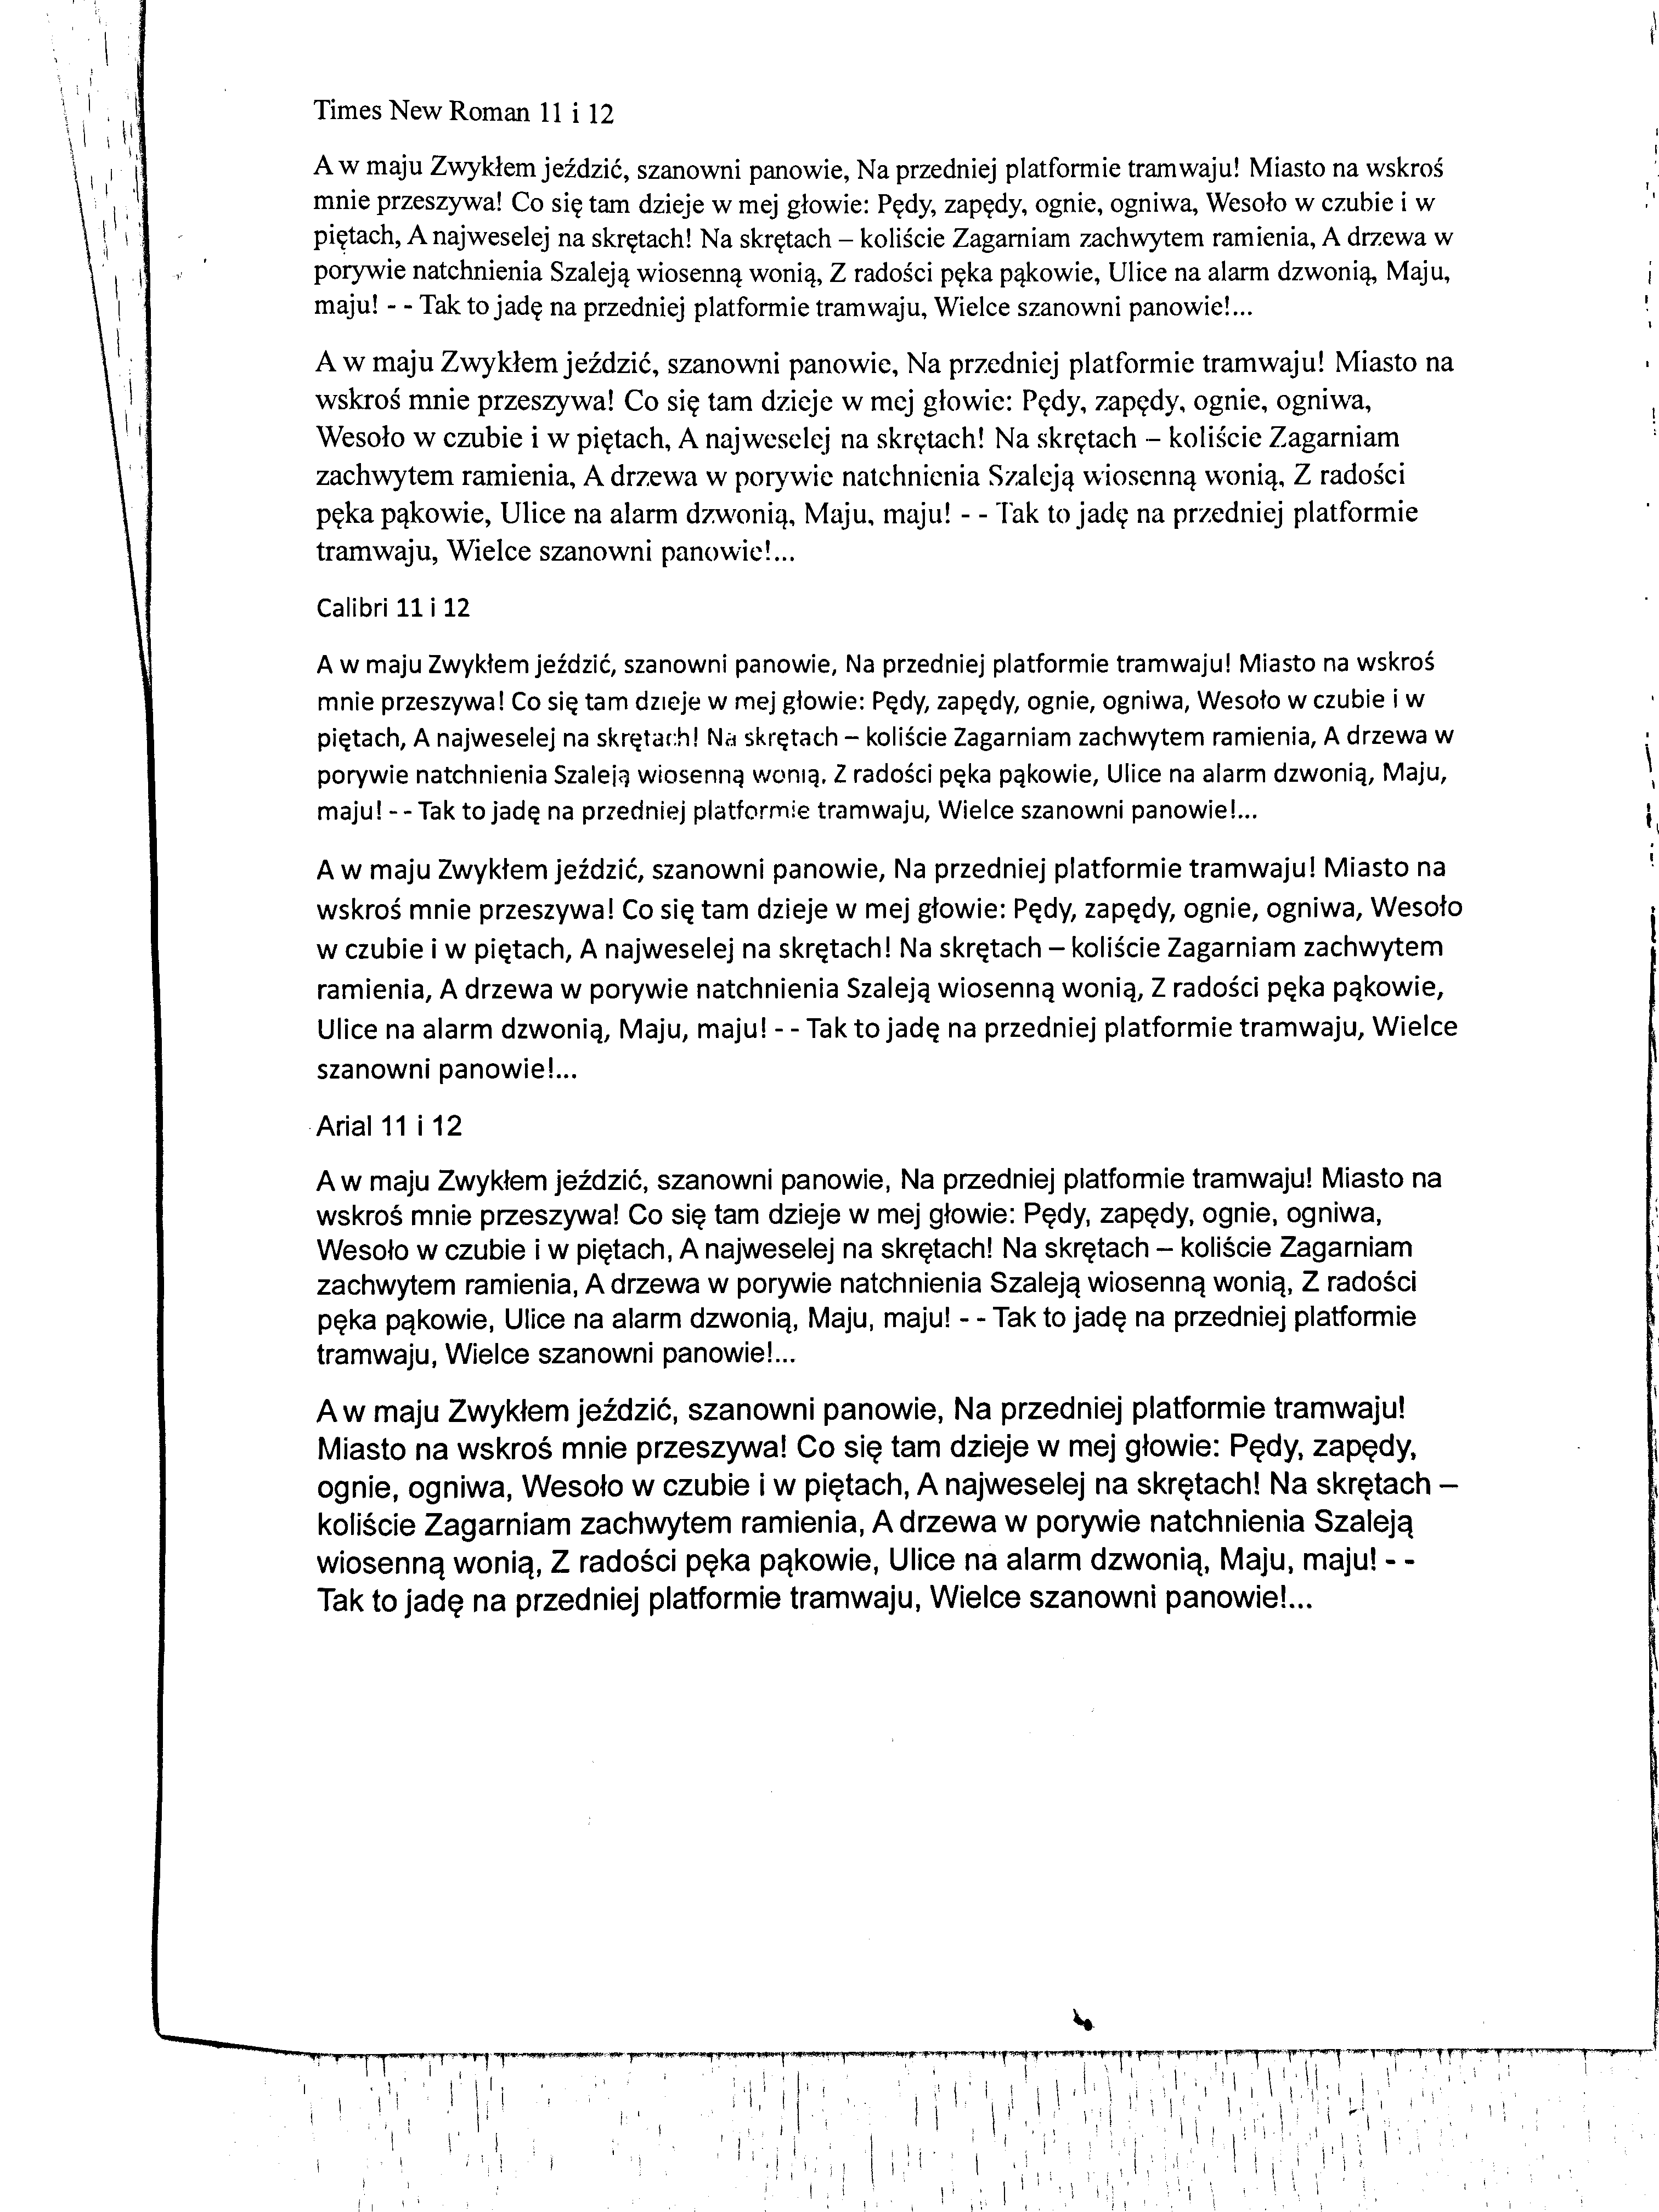 Times New Roman 11 i 12
A w maju Zwykłem jeździć, szanowni panowie, Na przedniej platformie tramwaju! Miasto na wskroś
mnie przeszywa! Co się tam dzieje w mej głowie: Pędy, zapędy, ognie, ogniwa, Wesoło w czubie i w
piętach, A najweselej na skrętach! Na skrętach – koliście Zagarniam zachwytem ramienia, A drzewa w
porywie natchnienia Szaleją wiosenną wonią, Z radości pęka pąkowie, Ulice na alarm dzwonią, Maju,
maju! - - Tak to jadę na przedniej platformie tramwaju, Wielce szanowni panowie!...
A w maju Zwykłem jeździć, szanowni panowie, Na przedniej platformie tramwaju! Miasto na
wskroś mnie przeszywa! Co się tam dzieje w mej głowie: Pędy, zapędy, ognie, ogniwa,
Wesoło w czubie i w piętach, A najweselej na skrętach! Na skrętach – koliście Zagarniam
zachwytem ramienia, A drzewa w porywie natchnienia Szaleją wiosenną wonią, Z radości
pęka pąkowie, Ulice na alarm dzwonią, Maju, maju! - - Tak to jadę na przedniej platformie
tramwaju, Wielce szanowni panowie!...
Calibri 11 i 12
A w maju Zwykłem jeździć, szanowni panowie, Na przedniej platformie tramwaju! Miasto na wskroś
mnie przeszywa! Co się tam dzieje w mej głowie: Pędy, zapędy, ognie, ogniwa, Wesoło w czubie i w
piętach, A najweselej na skrętach! Na skrętach – koliście Zagarniam zachwytem ramienia, A drzewa w
porywie natchnienia Szaleją wiosenną wonią, Z radości pęka pąkowie, Ulice na alarm dzwonią, Maju,
maju! - - Tak to jadę na przedniej platformie tramwaju, Wielce szanowni panowie!...
A w maju Zwykłem jeździć, szanowni panowie, Na przedniej platformie tramwaju! Miasto na
wskroś mnie przeszywa! Co się tam dzieje w mej głowie: Pędy, zapędy, ognie, ogniwa, Wesoło
w czubie i w piętach, A najweselej na skrętach! Na skrętach – koliście Zagarniam zachwytem
ramienia, A drzewa w porywie natchnienia Szaleją wiosenną wonią, Z radości pęka pąkowie,
Ulice na alarm dzwonią, Maju, maju! - - Tak to jadę na przedniej platformie tramwaju, Wielce
szanowni panowie!...
Arial 11 i 12
A w maju Zwykłem jeździć, szanowni panowie, Na przedniej platformie tramwaju! Miasto na
wskroś mnie przeszywa! Co się tam dzieje w mej głowie: Pędy, zapędy, ognie, ogniwa,
Wesoło w czubie i w piętach, A najweselej na skrętach! Na skrętach – koliście Zagarniam
zachwytem ramienia, A drzewa w porywie natchnienia Szaleją wiosenną wonią, Z radości
pęka pąkowie, Ulice na alarm dzwonią, Maju, maju! - - Tak to jadę na przedniej platformie
tramwaju, Wielce szanowni panowie!...
A w maju Zwykłem jeździć, szanowni panowie, Na przedniej platformie tramwaju!
Miasto na wskroś mnie przeszywa! Co się tam dzieje w mej głowie: Pędy, zapędy,
ognie, ogniwa, Wesoło w czubie i w piętach, A najweselej na skrętach! Na skrętach –
koliście Zagarniam zachwytem ramienia, A drzewa w porywie natchnienia Szaleją
wiosenną wonią, Z radości pęka pąkowie, Ulice na alarm dzwonią, Maju, maju! - -
Tak to jadę na przedniej platformie tramwaju, Wielce szanowni panowie!...